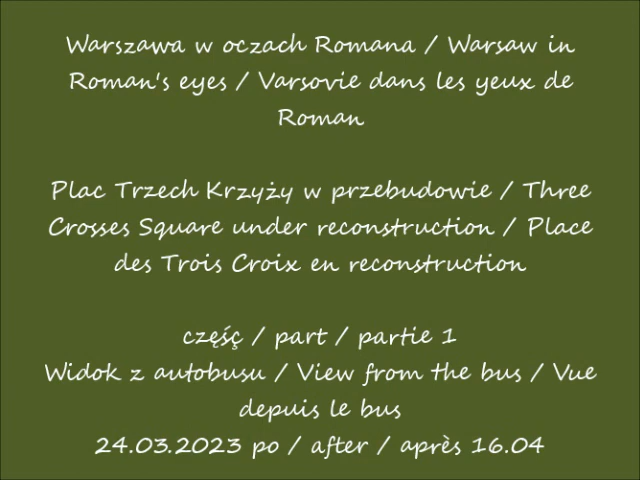 Warszawa w oczach Romana / Warsaw in
Roman's eyes / Varsovie dans les yeux de
Roman
Plac Trzech Krzyży w przebudowie / Three
Crosses Square under reconstruction / Place
des Trois Croix en reconstruction
częśç / part / partie 1
Widok z autobusu / View from the bus / Vue
depuis le bus
24.03.2023 po / after / après 16.04